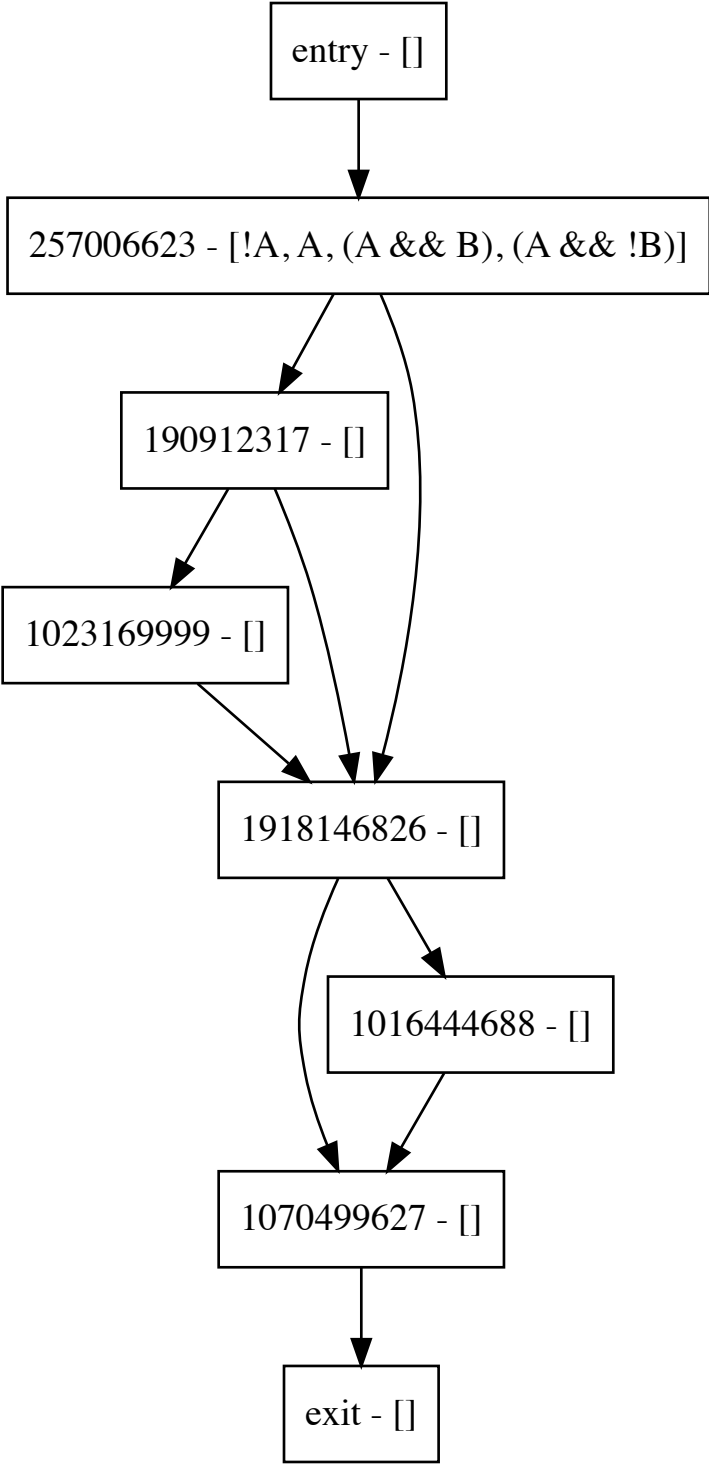 entry - []
257006623 - [!A, A, (A && B), (A && !B)]
190912317 - []
1023169999 - []
1918146826 - []
1016444688 - []
1070499627 - []
exit - []